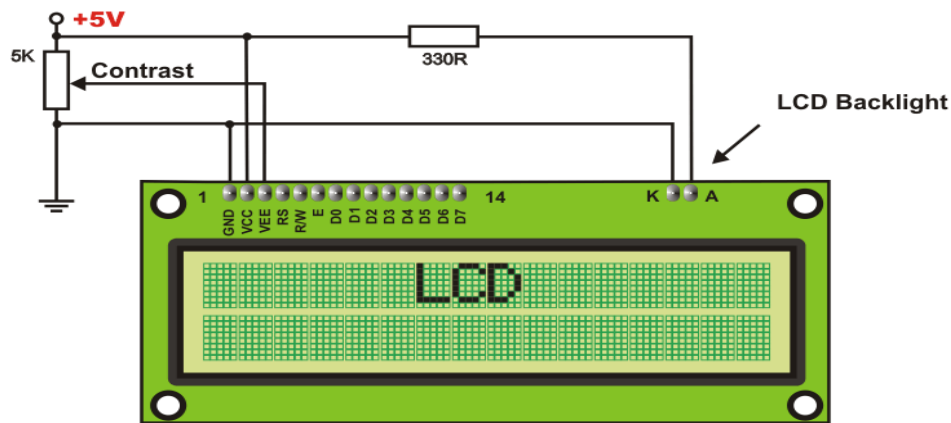 +5V
5K
Contrast
330R
LCD Backlight
1
14
K
A
GND
VCC
VEE
RS
R/W
E
D0
D1
D2
D3
D4
D5
D6
D7
LCD